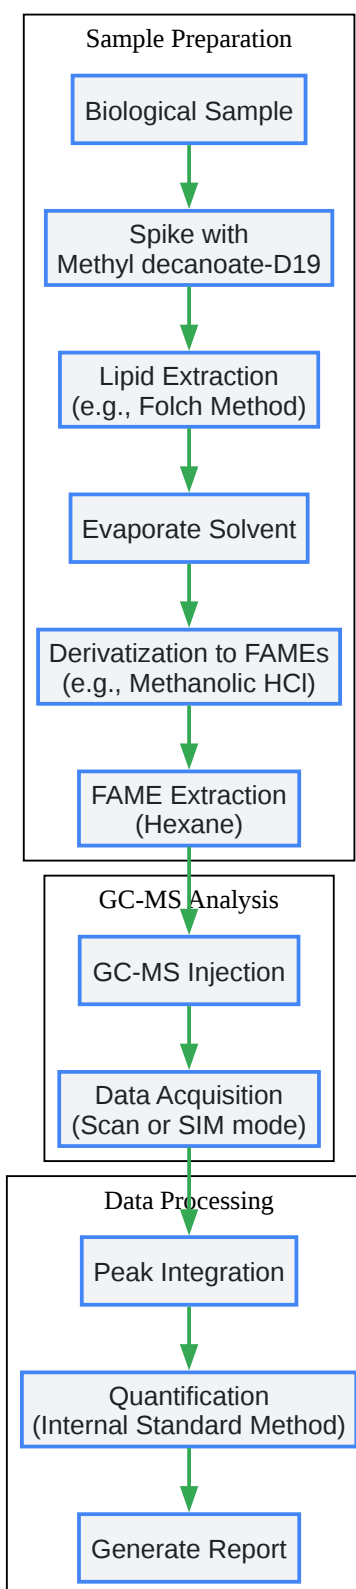 Sample Preparation
Biological Sample
Spike with
Methyl decanoate-D19
Lipid Extraction
(e.g., Folch Method)
Evaporate Solvent
Derivatization to FAMEs
(e.g., Methanolic HCl)
FAME Extraction
(Hexane)
GC-MS Analysis
GC-MS Injection
Data Acquisition
(Scan or SIM mode)
Data Processing
Peak Integration
Quantification
(Internal Standard Method)
Generate Report